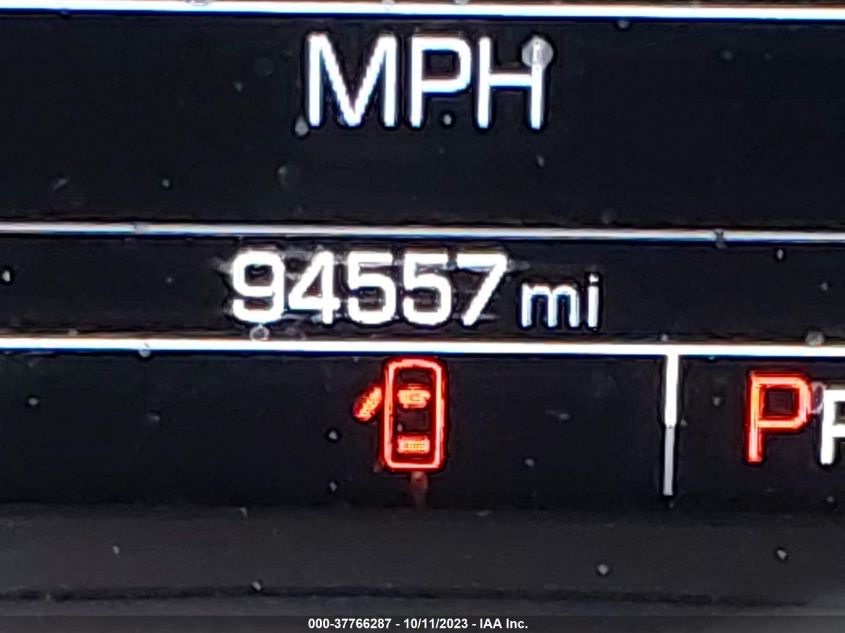 MPH
94557 mi
P
000-37766287 - 10/11/2023 - IAA Inc.